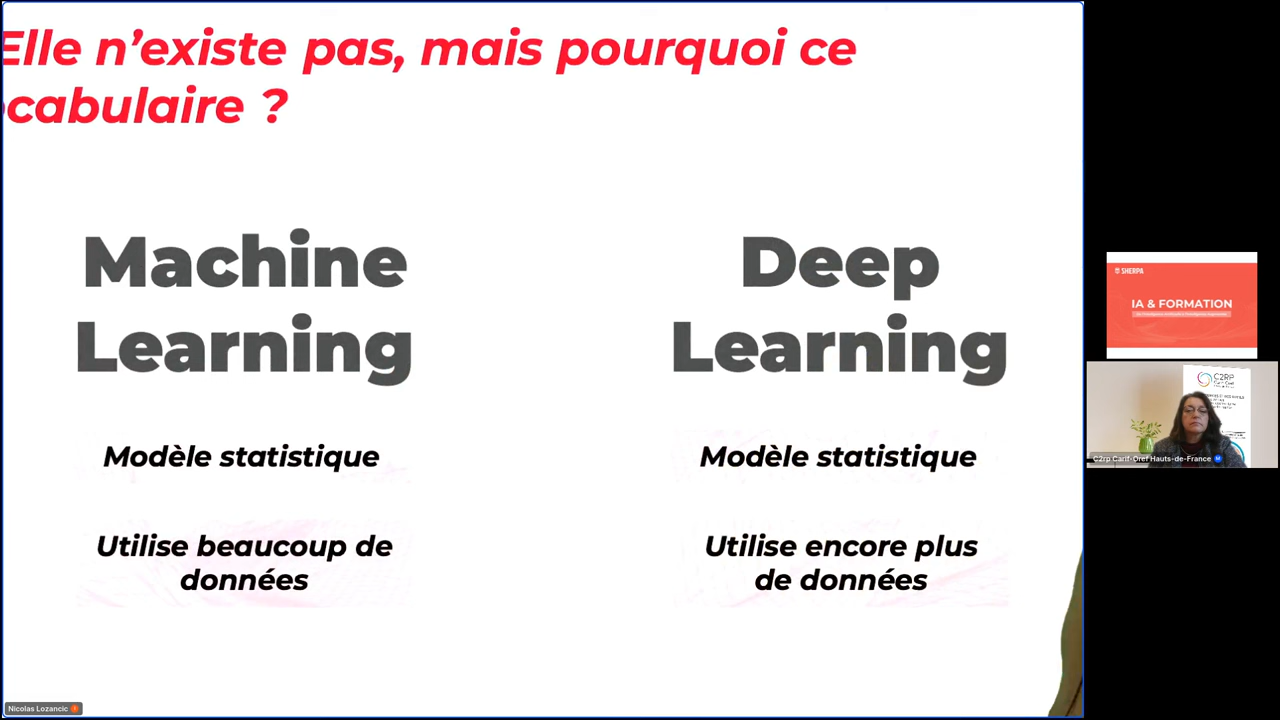 Elle n'existe pas, mais pourquoi ce
ocabulaire ?
Machine
Learning
Modèle statistique
Utilise beaucoup de
données
Deep
Learning
Modèle statistique
Utilise encore plus
de données
Nicolas Lozancic
SHERPA
IA & FORMATION
C2RP
C2rp Carif-Oref Hauts-de-France